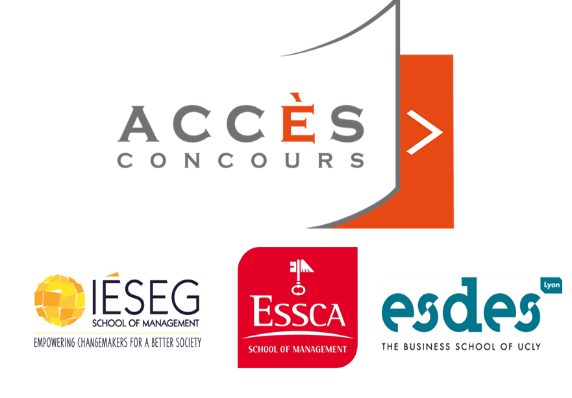 ACCÈS
CONCOURS
IÉSEG
SCHOOL OF MANAGEMENT
EMPOWERING CHANGEMAKERS FOR A BETTER SOCIETY
ESSCA
SCHOOL OF MANAGEMENT
esdes
Lyon
THE BUSINESS SCHOOL OF UCLY